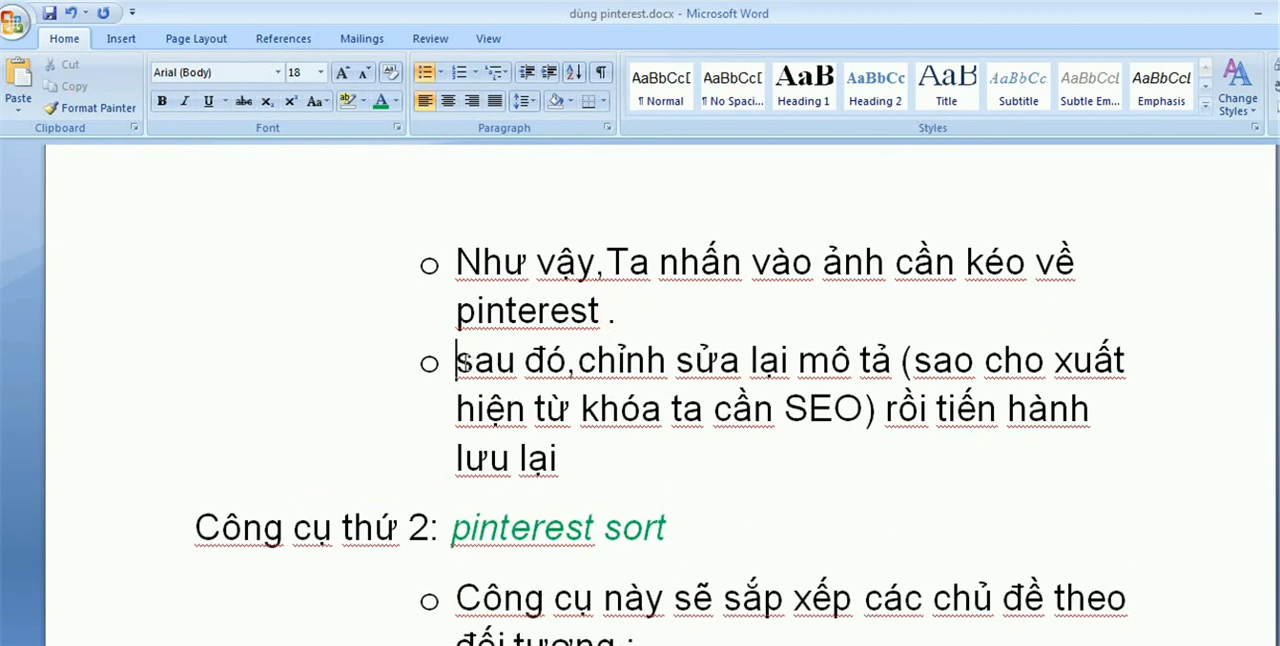 dùng pinterest.docx - Microsoft Word
Home Insert Page Layout References Mailings Review View
Paste
Cut
Copy
Format Painter
Clipboard
Arial (Body) 18
Font
Paragraph
AaBbCcI AaBbCcI AaB AaBbCc AaB AaBbCc AaBbCcI AaBbCcI
¶ Normal ¶ No Spaci... Heading 1 Heading 2 Title Subtitle Subtle Em... Emphasis
Change
Styles
Styles
Như vậy,Ta nhấn vào ảnh cần kéo về
pinterest .
sau đó,chỉnh sửa lại mô tả (sao cho xuất
hiện từ khóa ta cần SEO) rồi tiến hành
lưu lại
Công cụ thứ 2: pinterest sort
Công cụ này sẽ sắp xếp các chủ đề theo
đối tượng :